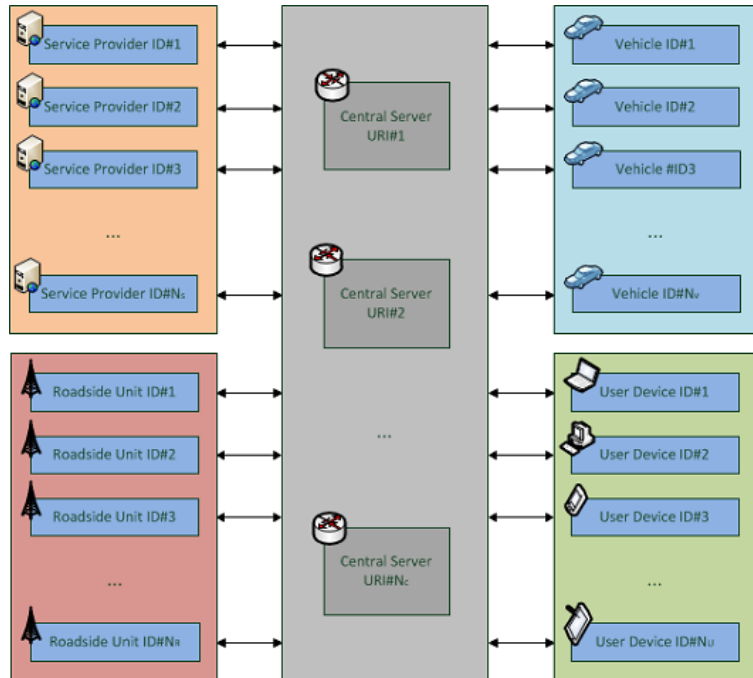 Service Provider ID#1
Service Provider ID#2
Service Provider ID#3
...
Service Provider ID#Ns
Roadside Unit ID#1
Roadside Unit ID#2
Roadside Unit ID#3
...
Roadside Unit ID#NR
Central Server
URI#1
Central Server
URI#2
...
Central Server
URI#Nc
Vehicle ID#1
Vehicle ID#2
Vehicle #ID3
...
Vehicle ID#Nv
User Device ID#1
User Device ID#2
User Device ID#3
...
User Device ID#NU